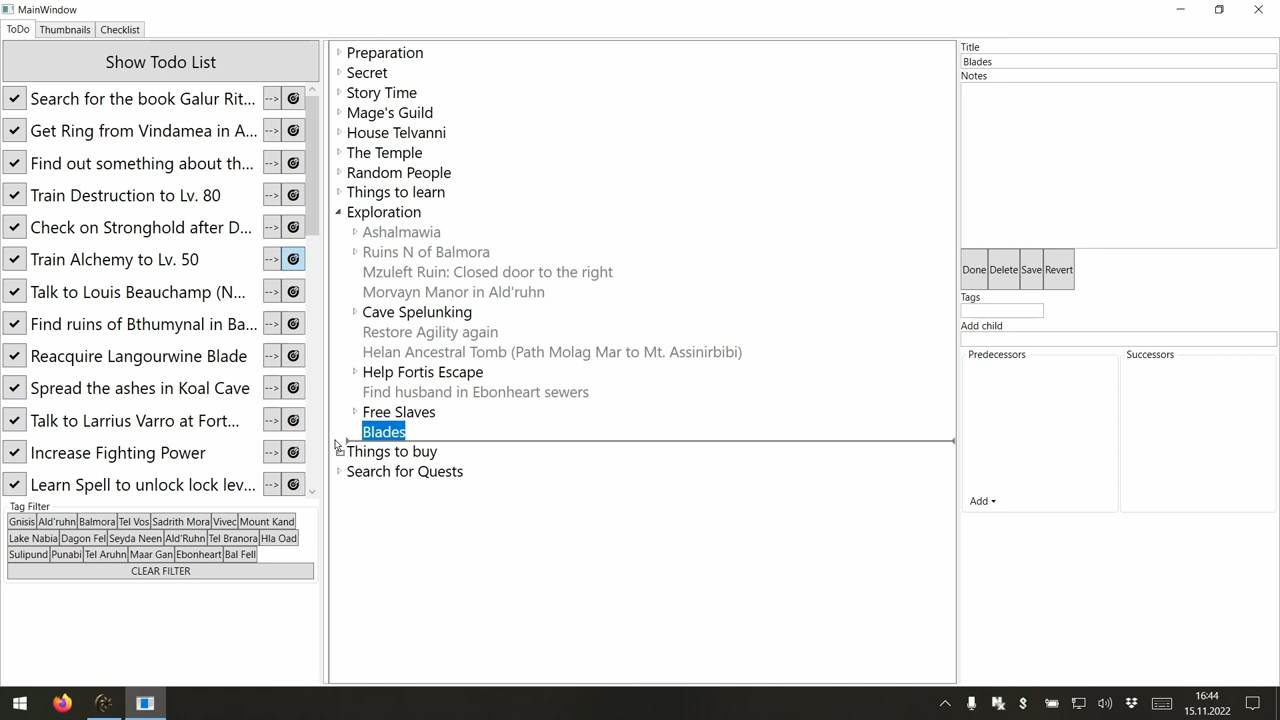 MainWindow
ToDo Thumbnails Checklist
Show Todo List
Search for the book Galur Rit...
-->
Get Ring from Vindamea in A...
-->
Find out something about th...
-->
Train Destruction to Lv. 80
-->
Check on Stronghold after D...
-->
Train Alchemy to Lv. 50
-->
Talk to Louis Beauchamp (N...
-->
Find ruins of Bthumynal in Ba...
-->
Reacquire Langourwine Blade
-->
Spread the ashes in Koal Cave
-->
Talk to Larrius Varro at Fort...
-->
Increase Fighting Power
-->
Learn Spell to unlock lock lev...
-->
Tag Filter
Gnisis Ald'ruhn Balmora Tel Vos Sadrith Mora Vivec Mount Kand
Lake Nabia Dagon Fel Seyda Neen Ald'Ruhn Tel Branora Hla Oad
Sulipund Punabi Tel Aruhn Maar Gan Ebonheart Bal Fell
CLEAR FILTER
Preparation
Secret
Story Time
Mage's Guild
House Telvanni
The Temple
Random People
Things to learn
Exploration
Ashalmawia
Ruins N of Balmora
Mzuleft Ruin: Closed door to the right
Morvayn Manor in Ald'ruhn
Cave Spelunking
Restore Agility again
Helan Ancestral Tomb (Path Molag Mar to Mt. Assinirbibi)
Help Fortis Escape
Find husband in Ebonheart sewers
Free Slaves
Blades
Things to buy
Search for Quests
Title
Blades
Notes
Done Delete Save Revert
Tags
Add child
Predecessors
Successors
Add
16:44
15.11.2022